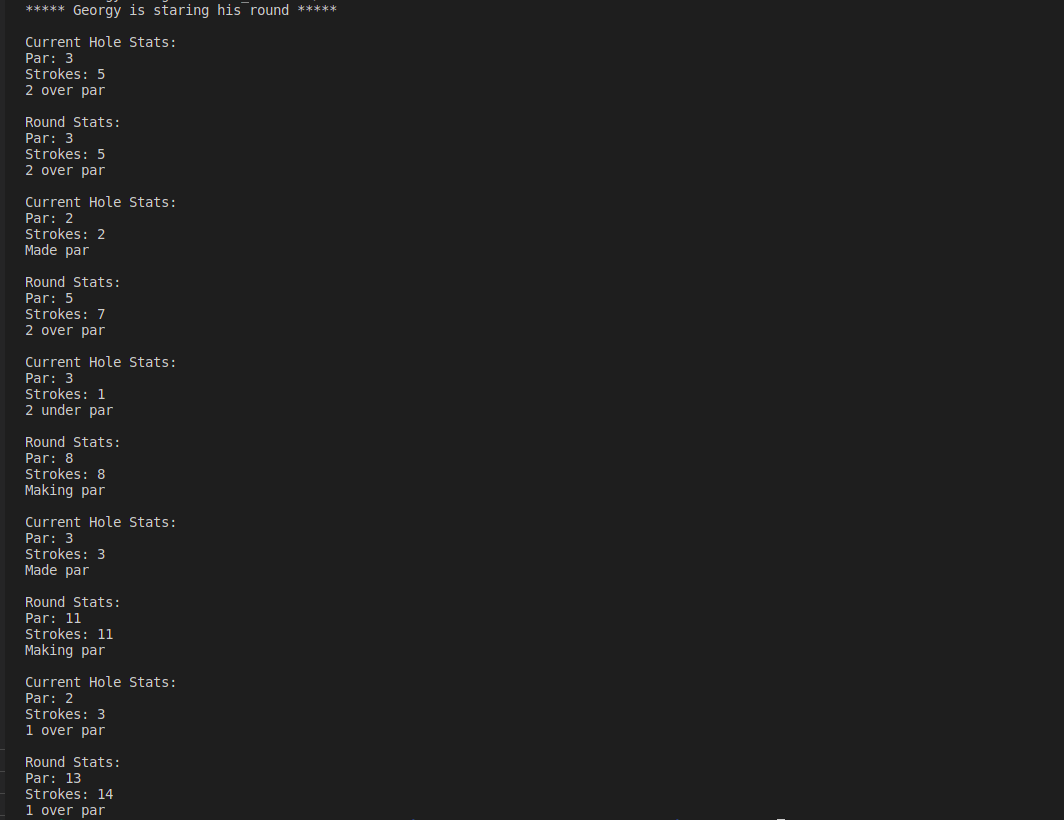 ***** Georgy is staring his round *****
Current Hole Stats:
Par: 3
Strokes: 5
2 over par
Round Stats:
Par: 3
Strokes: 5
2 over par
Current Hole Stats:
Par: 2
Strokes: 2
Made par
Round Stats:
Par: 5
Strokes: 7
2 over par
Current Hole Stats:
Par: 3
Strokes: 1
2 under par
Round Stats:
Par: 8
Strokes: 8
Making par
Current Hole Stats:
Par: 3
Strokes: 3
Made par
Round Stats:
Par: 11
Strokes: 11
Making par
Current Hole Stats:
Par: 2
Strokes: 3
1 over par
Round Stats:
Par: 13
Strokes: 14
1 over par